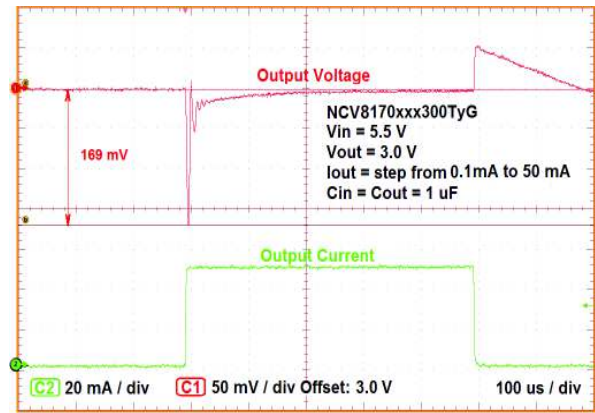 Output Voltage
NCV8170xxx300TyG
Vin = 5.5 V
169 mV
Vout = 3.0 V
Iout = step from 0.1mA to 50 mA
Cin = Cout = 1 uF
Output Current
C2 20 mA / div C1 50 mV / div Offset: 3.0 V 100 us / div